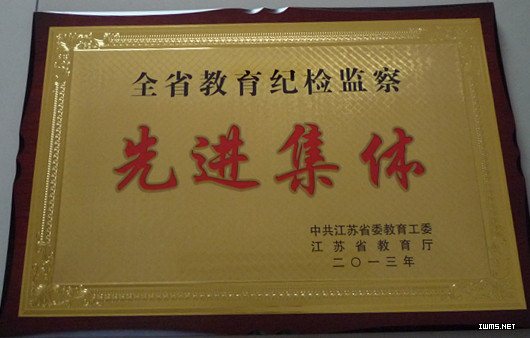 全省教育纪检监察
先进集体
中共江苏省委教育工委
江苏省教育厅
二〇一三年
IWMS.NET